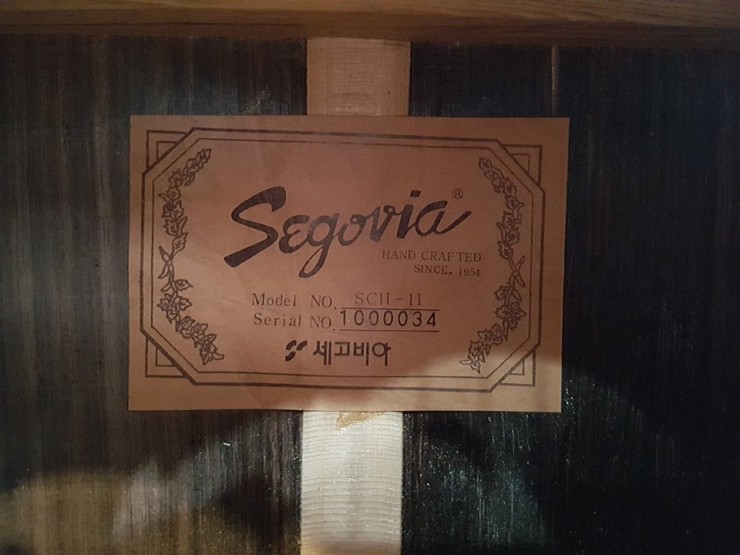 Segovia®
HAND CRAFTED
SINCE. 1954
Model NO. SCH-11
Serial NO. 1000034
세고비아